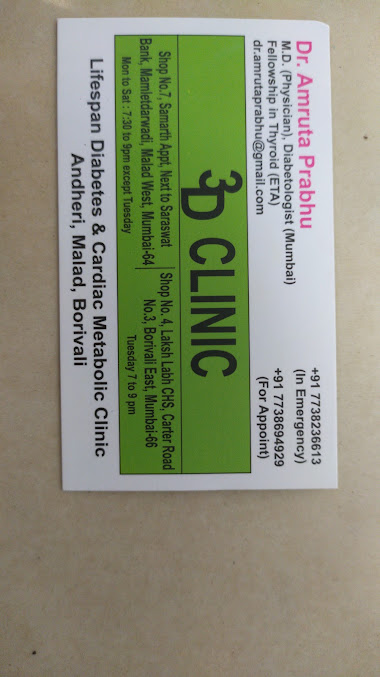 Dr. Amruta Prabhu
M.D. (Physician), Diabetologist (Mumbai)
Fellowship in Thyroid (ETA)
dr.amrutaprabhu@gmail.com
+91 7738236613
(In Emergency)
+91 7738694929
(For Appoint)
3D CLINIC
Shop No.7, Samarth Appt, Next to Saraswat
Bank, Mamletdarwadi, Malad West, Mumbai-64
Mon to Sat : 7:30 to 9pm except Tuesday
Shop No. 4, Laksh Labh CHS, Carter Road
No.3, Borivali East, Mumbai-66
Tuesday 7 to 9 pm
Lifespan Diabetes & Cardiac Metabolic Clinic
Andheri, Malad, Borivali